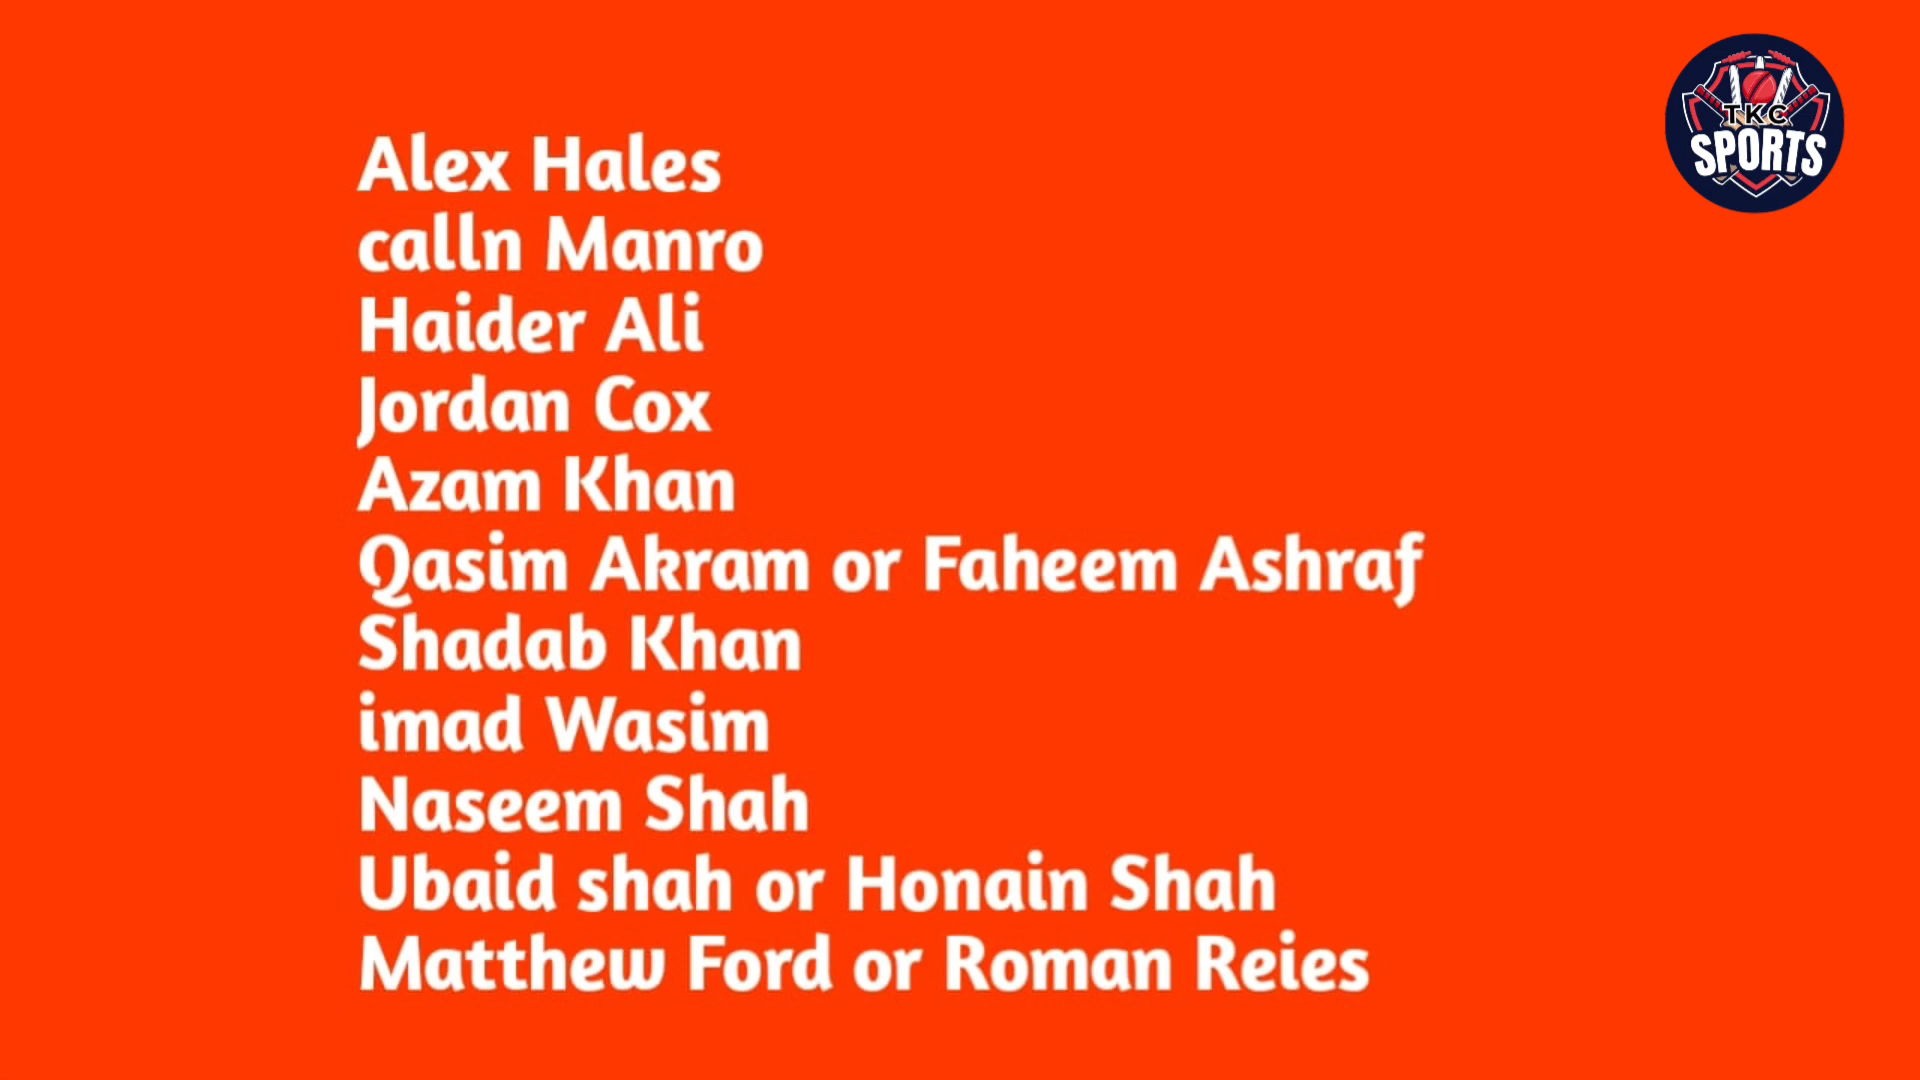 TKC
SPORTS
Alex Hales
calln Manro
Haider Ali
Jordan Cox
Azam Khan
Qasim Akram or Faheem Ashraf
Shadab Khan
imad Wasim
Naseem Shah
Ubaid shah or Honain Shah
Matthew Ford or Roman Reies